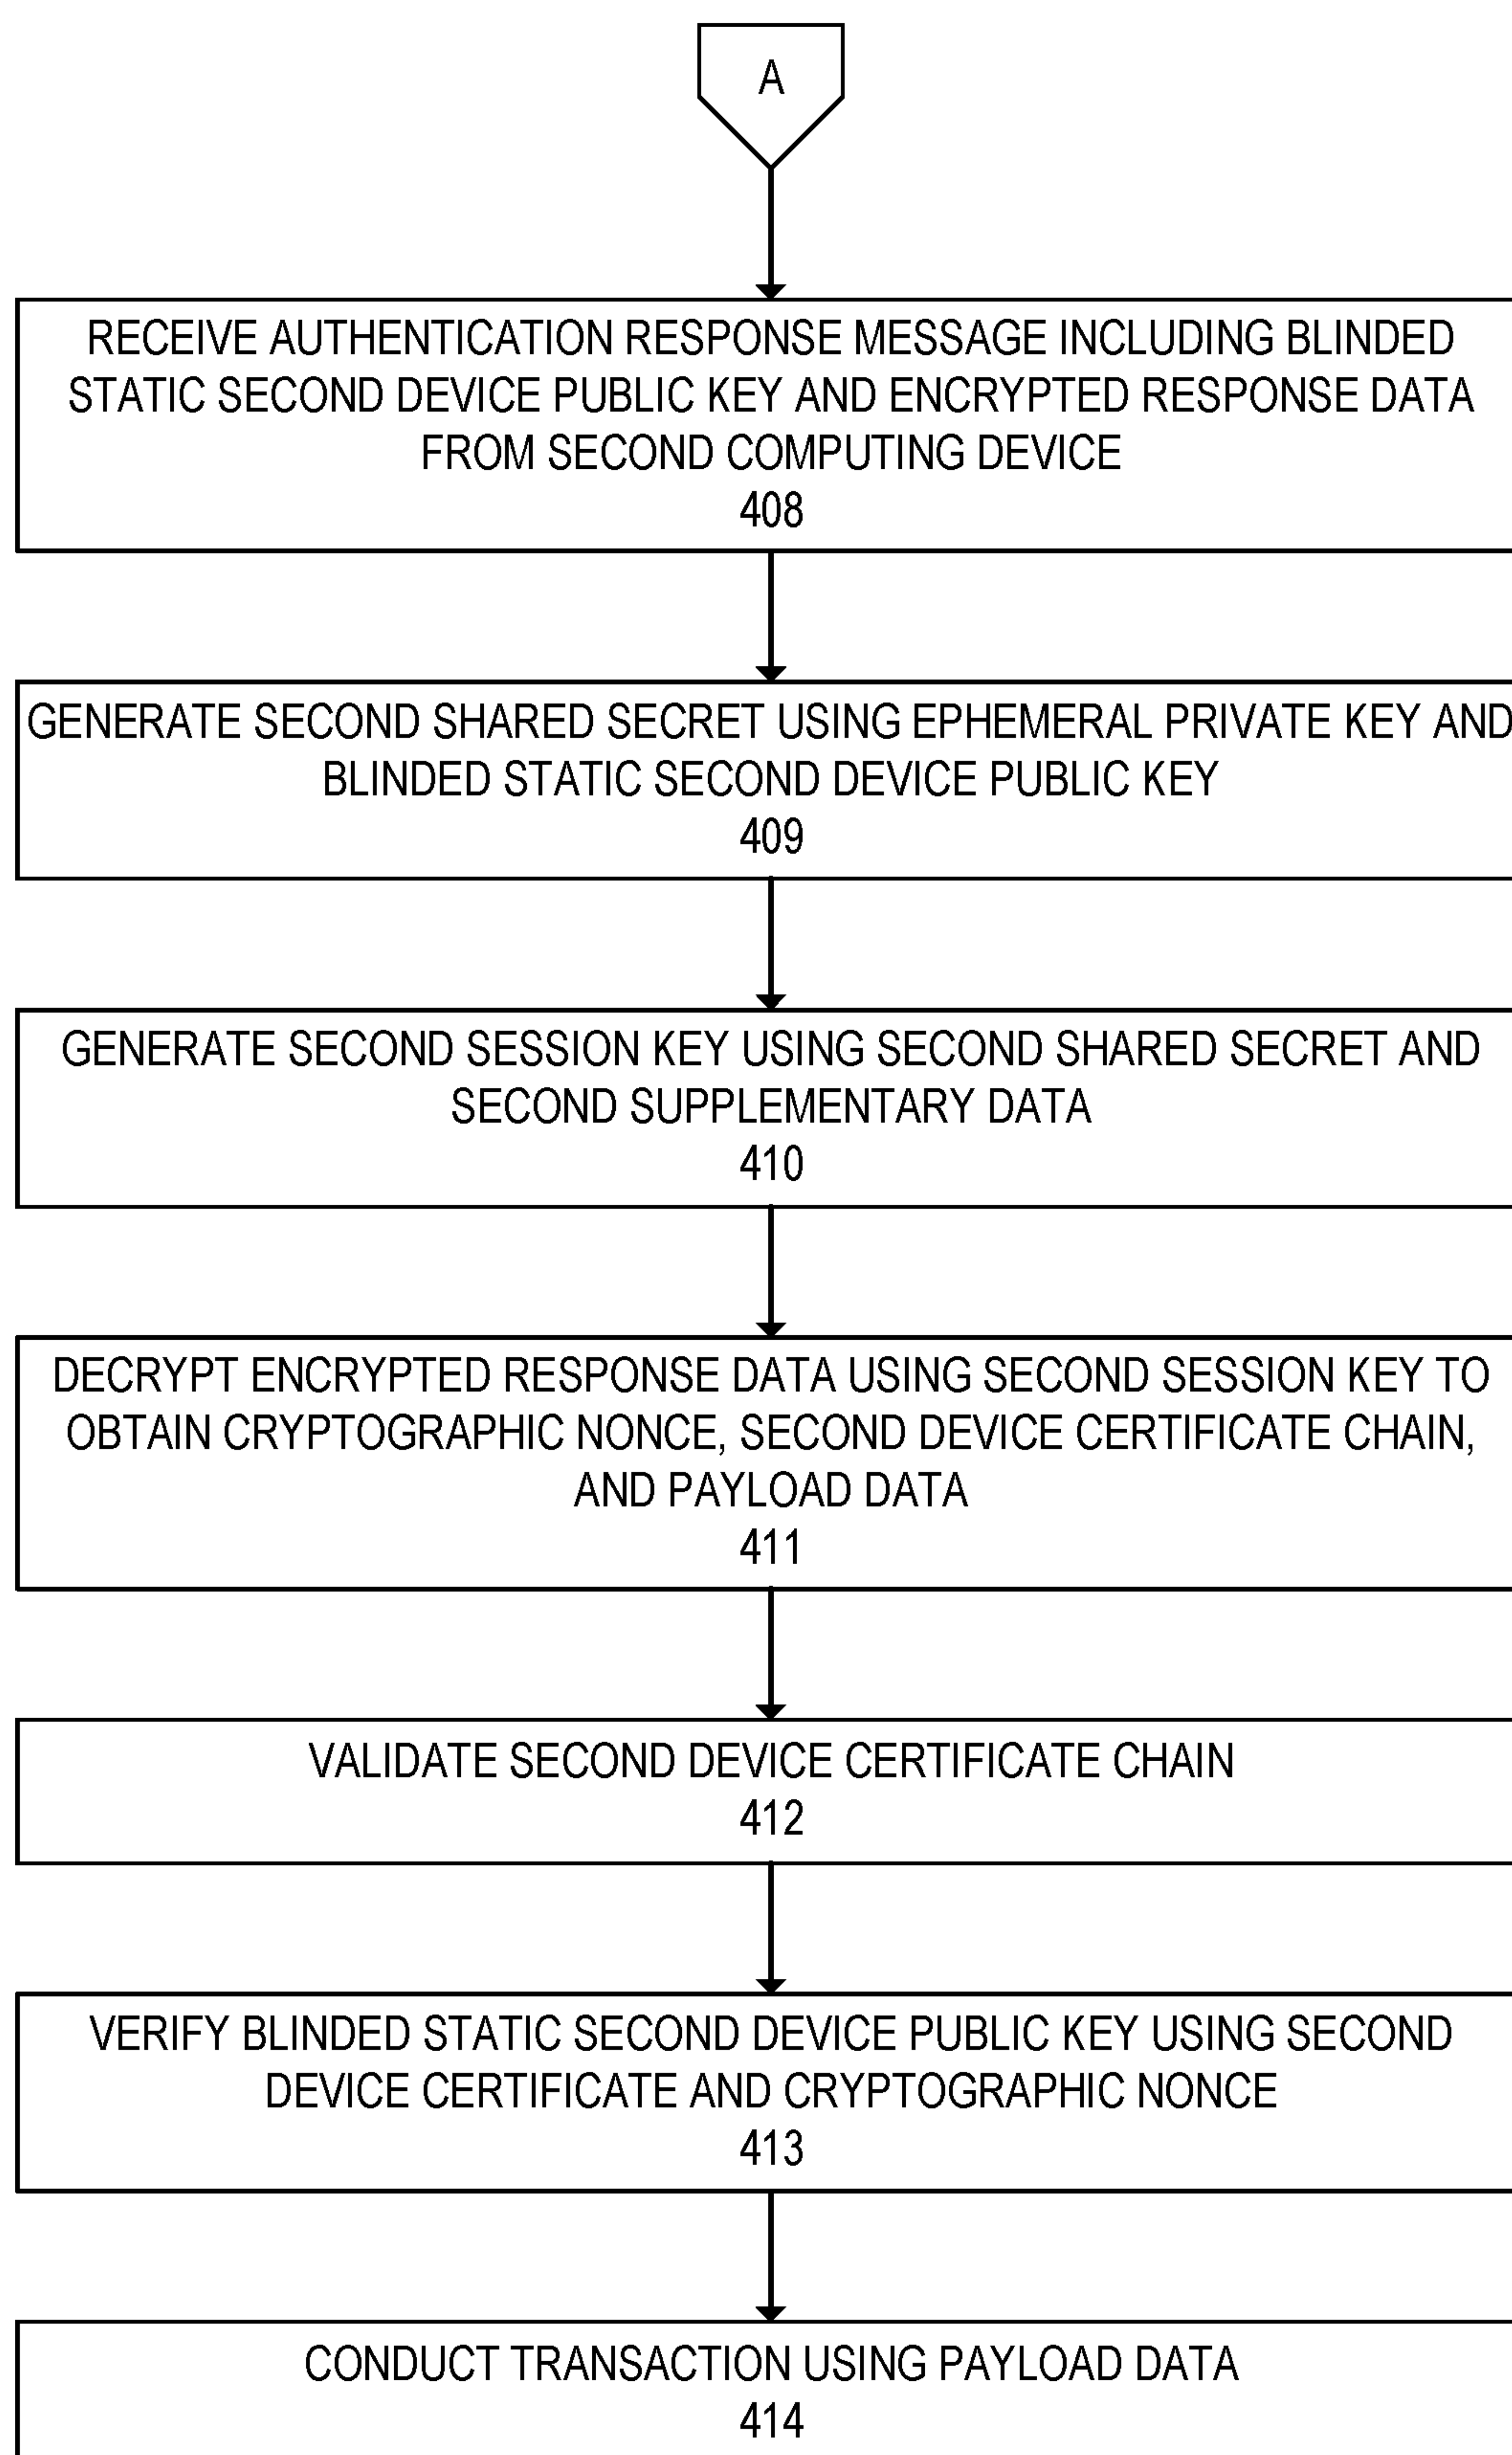 A
RECEIVE AUTHENTICATION RESPONSE MESSAGE INCLUDING BLINDED
STATIC SECOND DEVICE PUBLIC KEY AND ENCRYPTED RESPONSE DATA
FROM SECOND COMPUTING DEVICE
408
GENERATE SECOND SHARED SECRET USING EPHEMERAL PRIVATE KEY AND
BLINDED STATIC SECOND DEVICE PUBLIC KEY
409
GENERATE SECOND SESSION KEY USING SECOND SHARED SECRET AND
SECOND SUPPLEMENTARY DATA
410
DECRYPT ENCRYPTED RESPONSE DATA USING SECOND SESSION KEY TO
OBTAIN CRYPTOGRAPHIC NONCE, SECOND DEVICE CERTIFICATE CHAIN,
AND PAYLOAD DATA
411
VALIDATE SECOND DEVICE CERTIFICATE CHAIN
412
VERIFY BLINDED STATIC SECOND DEVICE PUBLIC KEY USING SECOND
DEVICE CERTIFICATE AND CRYPTOGRAPHIC NONCE
413
CONDUCT TRANSACTION USING PAYLOAD DATA
414